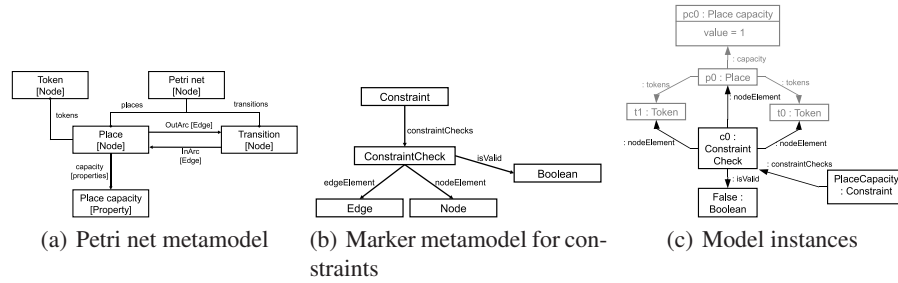 Token
[Node]
Petri net
[Node]
tokens
places
transitions
Place
[Node]
OutArc [Edge]
InArc
[Edge]
Transition
[Node]
capacity
[properties]
Place capacity
[Property]
(a) Petri net metamodel
Constraint
constraintChecks
ConstraintCheck
isValid
Boolean
edgeElement
nodeElement
Edge
Node
(b) Marker metamodel for con-
straints
pc0 : Place capacity
value = 1
: capacity
p0 : Place
: tokens
: tokens
: nodeElement
t1 : Token
t0 : Token
: nodeElement
c0 :
Constraint
Check
: nodeElement
: constraintChecks
: isValid
False :
Boolean
PlaceCapacity
: Constraint
(c) Model instances